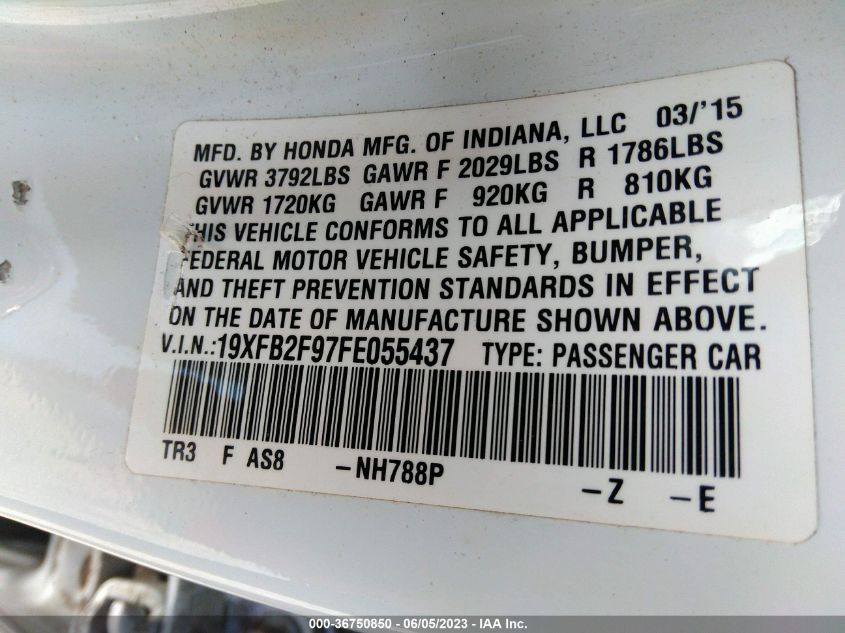 MFD. BY HONDA MFG. OF INDIANA, LLC 03/'15
GVWR 3792LBS GAWR F 2029LBS R 1786LBS
GVWR 1720KG GAWR F 920KG R 810KG
THIS VEHICLE CONFORMS TO ALL APPLICABLE
FEDERAL MOTOR VEHICLE SAFETY, BUMPER,
AND THEFT PREVENTION STANDARDS IN EFFECT
ON THE DATE OF MANUFACTURE SHOWN ABOVE.
V.I.N.:19XFB2F97FE055437 TYPE: PASSENGER CAR
TR3 F AS8 -NH788P -Z -E
000-36750850 - 06/05/2023 - IAA Inc.